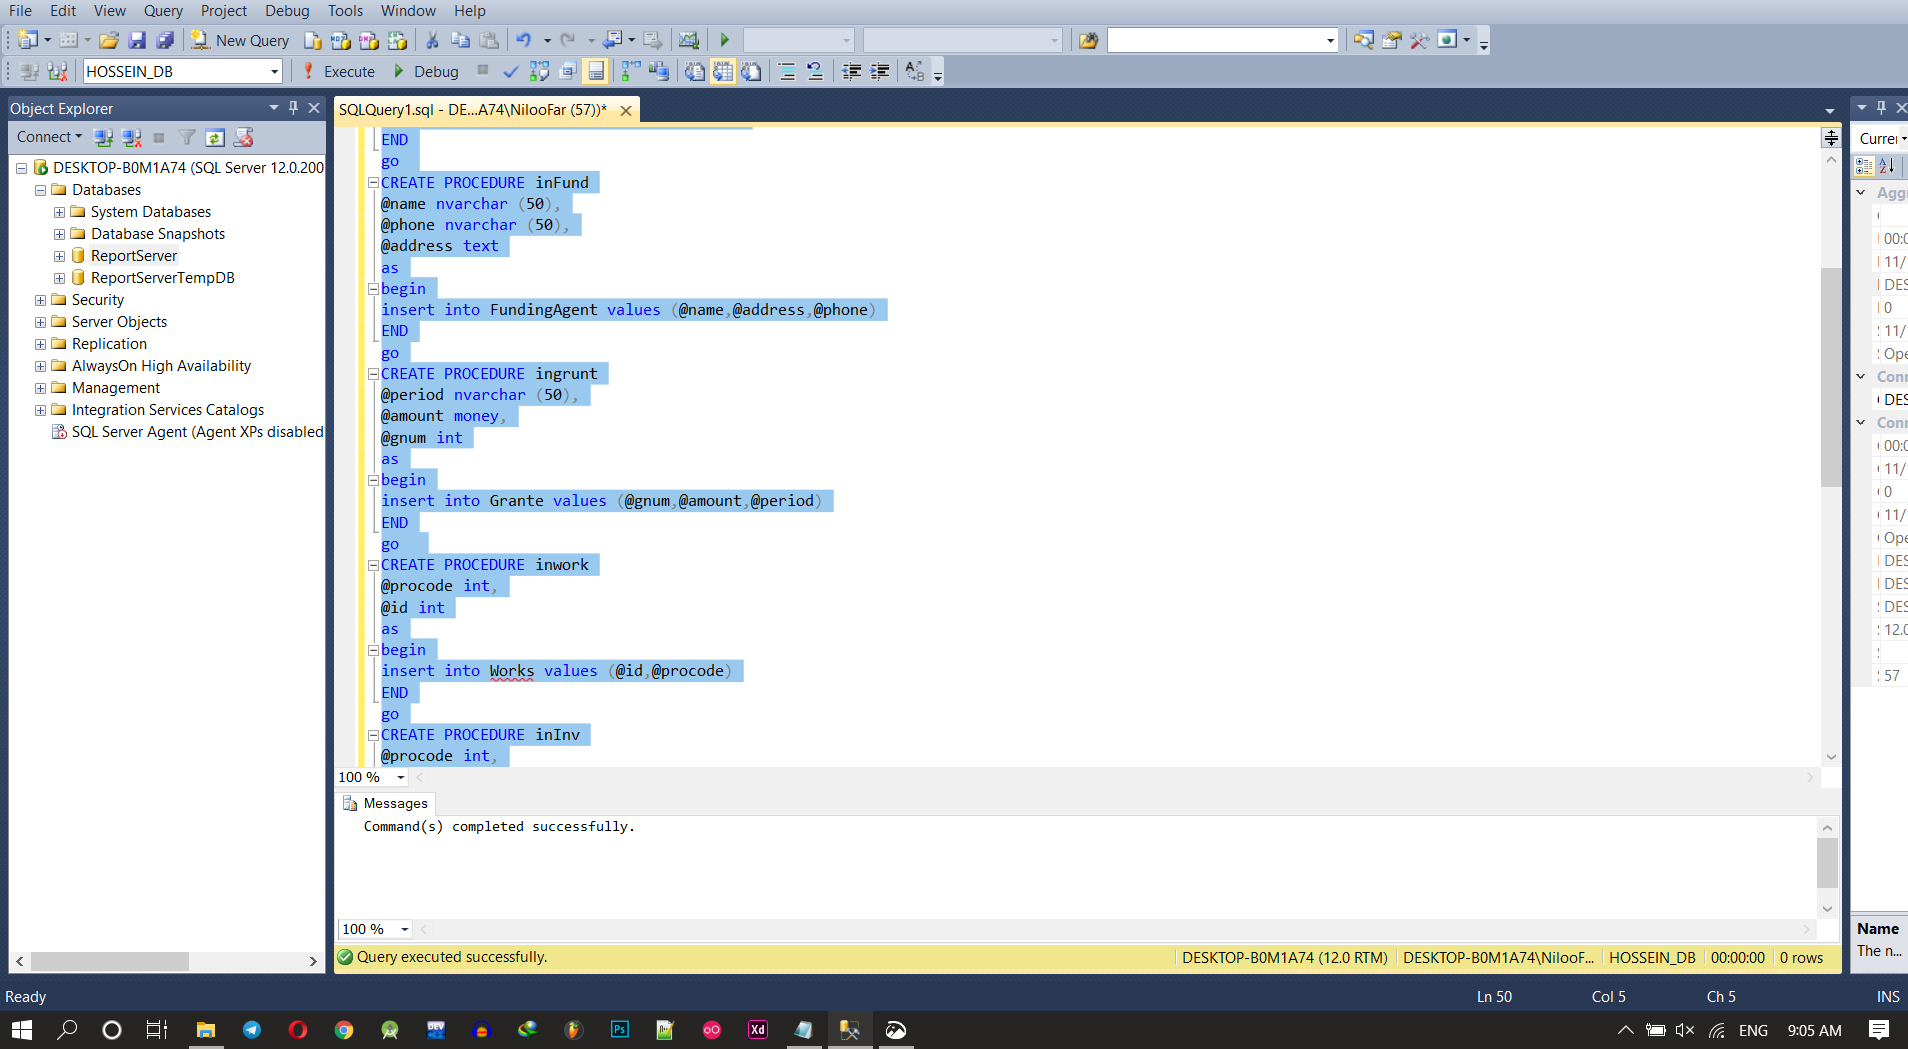 File Edit View Query Project Debug Tools Window Help
New Query
HOSSEIN_DB Execute Debug
Object Explorer
Connect
DESKTOP-B0M1A74 (SQL Server 12.0.200
Databases
System Databases
Database Snapshots
ReportServer
ReportServerTempDB
Security
Server Objects
Replication
AlwaysOn High Availability
Management
Integration Services Catalogs
SQL Server Agent (Agent XPs disabled
SQLQuery1.sql - DE...A74\NilooFar (57))*
END
go
CREATE PROCEDURE inFund
@name nvarchar (50),
@phone nvarchar (50),
@address text
as
begin
insert into FundingAgent values (@name,@address,@phone)
END
go
CREATE PROCEDURE ingrunt
@period nvarchar (50),
@amount money,
@gnum int
as
begin
insert into Grante values (@gnum,@amount,@period)
END
go
CREATE PROCEDURE inwork
@procode int,
@id int
as
begin
insert into Works values (@id,@procode)
END
go
CREATE PROCEDURE inInv
@procode int,
100 %
Messages
Command(s) completed successfully.
100 %
Query executed successfully. DESKTOP-B0M1A74 (12.0 RTM) DESKTOP-B0M1A74\NilooF... HOSSEIN_DB 00:00:00 0 rows
Curre
Agg
00:0
11/
DES
0
11/
Ope
Conn
DES
Conn
00:0
11/
0
11/
Ope
DES
DES
DES
12.0
57
Name
The n...
Ready Ln 50 Col 5 Ch 5 INS
DEV Ps Xd ENG 9:05 AM